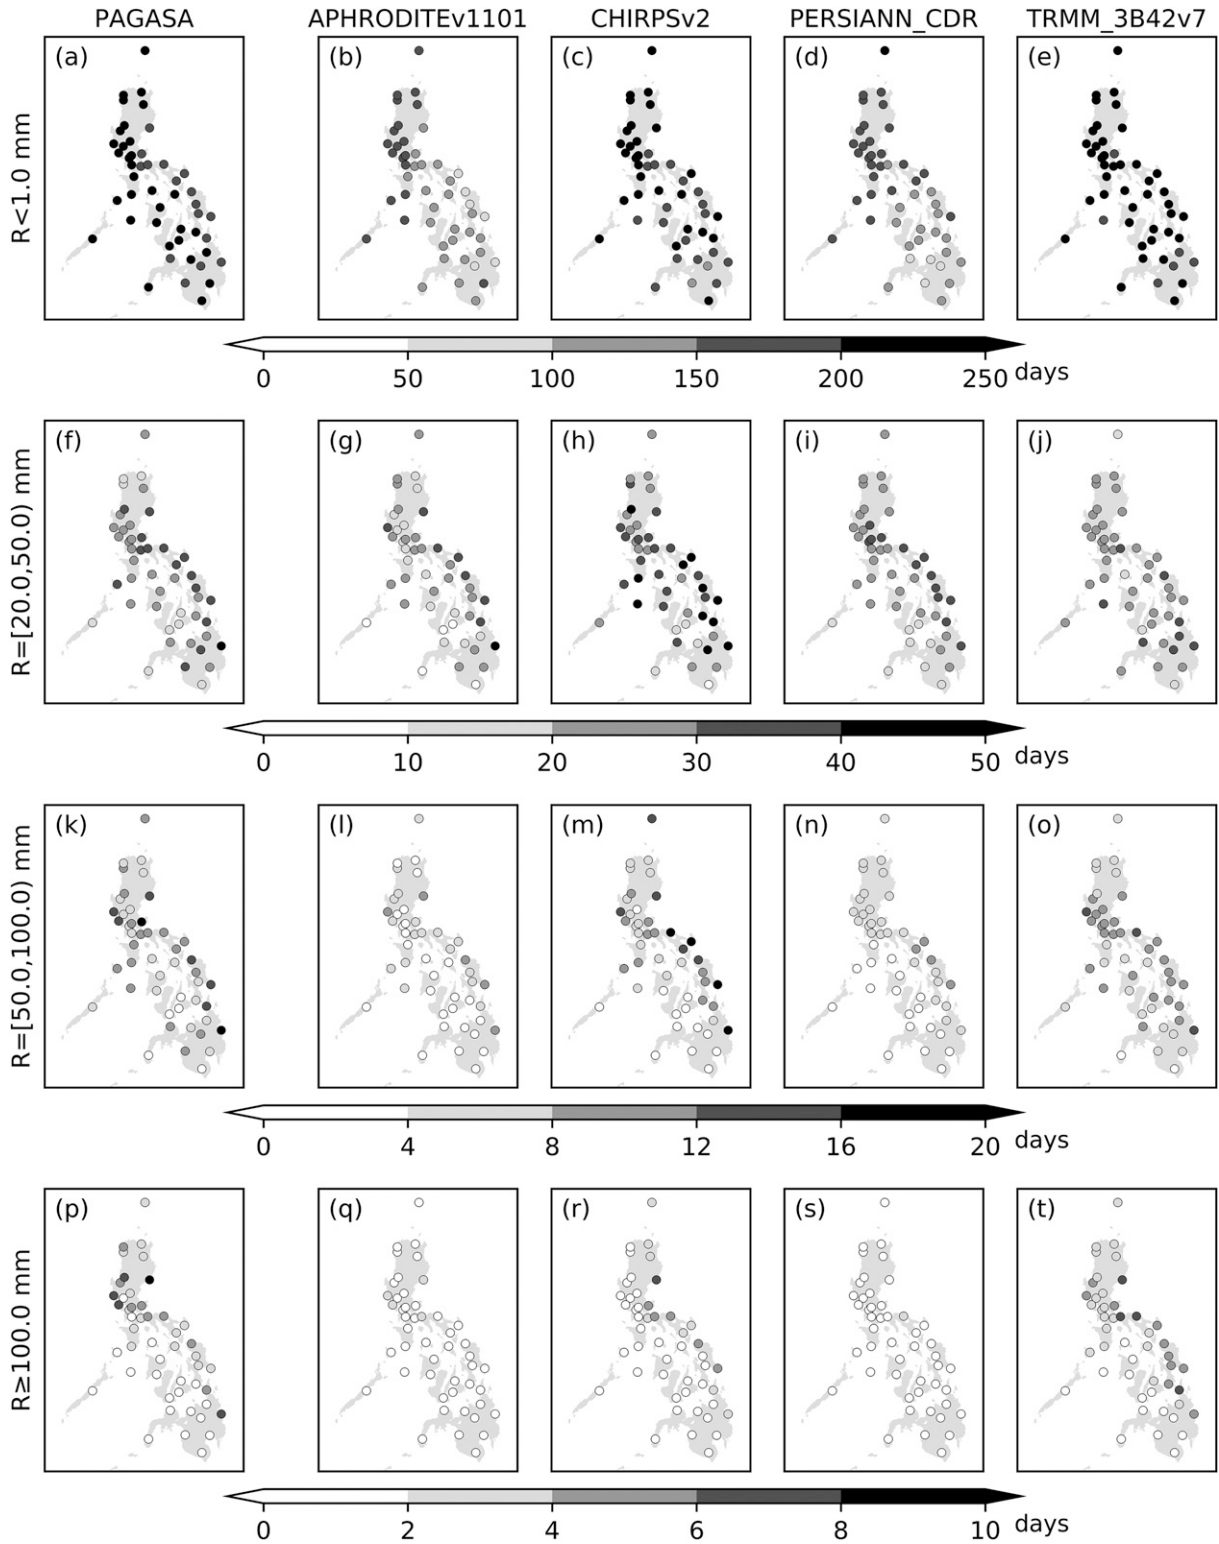 PAGASA APHRODITEv1101 CHIRPSv2 PERSIANN_CDR TRMM_3B42v7
R<1.0 mm
(a) (b) (c) (d) (e)
0 50 100 150 200 250 days
R=[20.0,50.0) mm
(f) (g) (h) (i) (j)
0 10 20 30 40 50 days
R=[50.0,100.0) mm
(k) (l) (m) (n) (o)
0 4 8 12 16 20 days
R≥100.0 mm
(p) (q) (r) (s) (t)
0 2 4 6 8 10 days